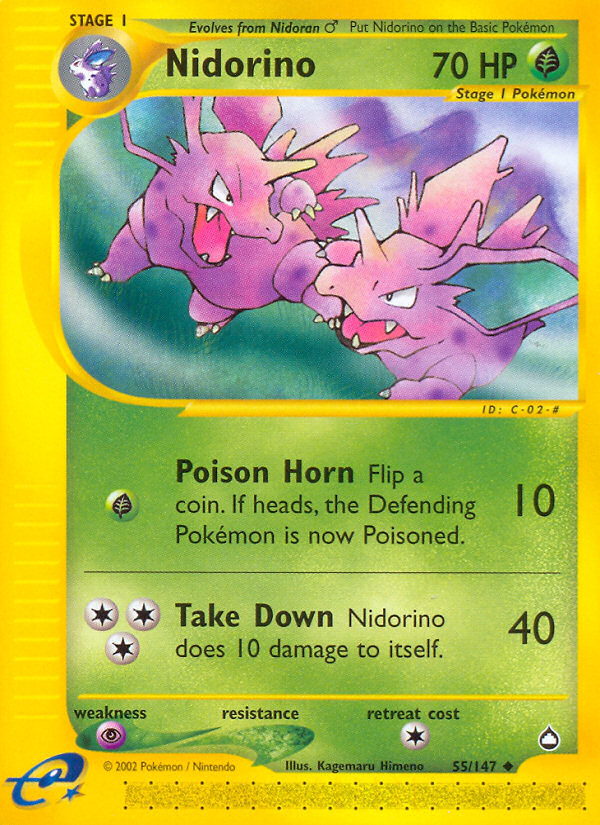 STAGE 1
Evolves from Nidoran ♂ Put Nidorino on the Basic Pokémon
Nidorino 70 HP
Stage 1 Pokémon
ID: C-02-#
Poison Horn Flip a
coin. If heads, the Defending
Pokémon is now Poisoned.
10
Take Down Nidorino
does 10 damage to itself.
40
weakness resistance retreat cost
© 2002 Pokémon / Nintendo Illus. Kagemaru Himeno 55/147 ◆
e